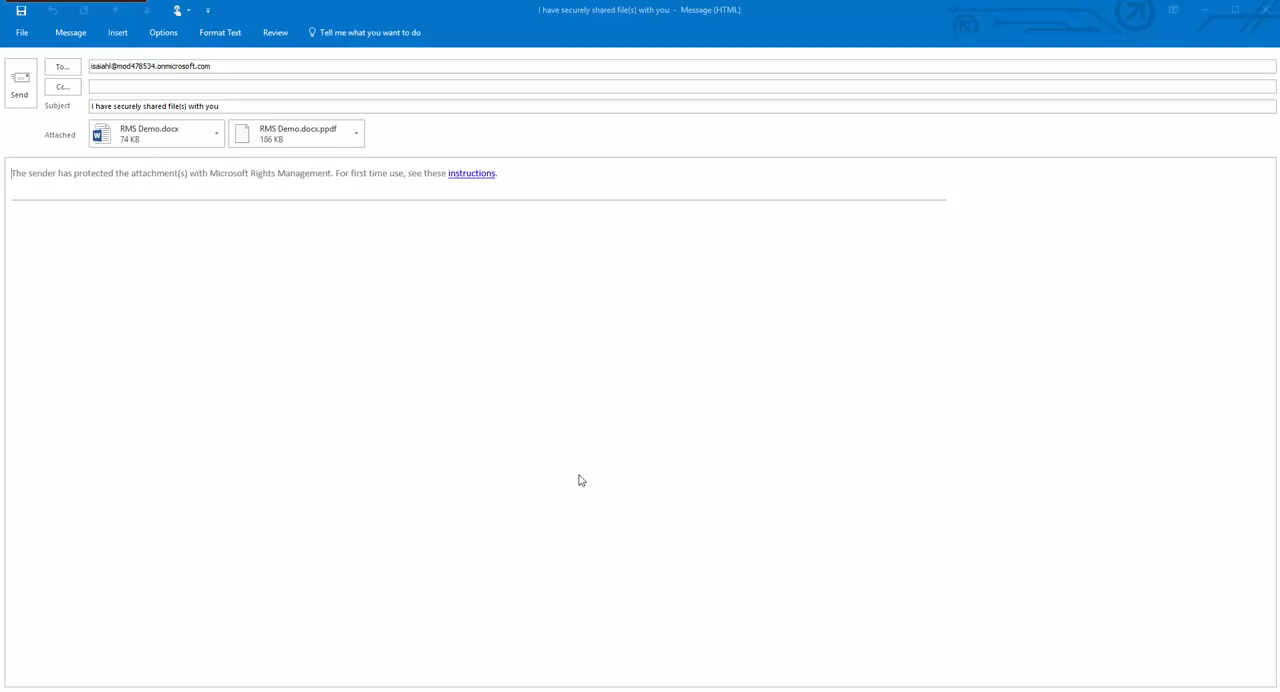 I have securely shared file(s) with you - Message (HTML)
File Message Insert Options Format Text Review Tell me what you want to do
To... isaiahl@mod478534.onmicrosoft.com
Cc...
Send
Subject I have securely shared file(s) with you
Attached RMS Demo.docx 74 KB RMS Demo.docx.ppdf 186 KB
The sender has protected the attachment(s) with Microsoft Rights Management. For first time use, see these instructions.